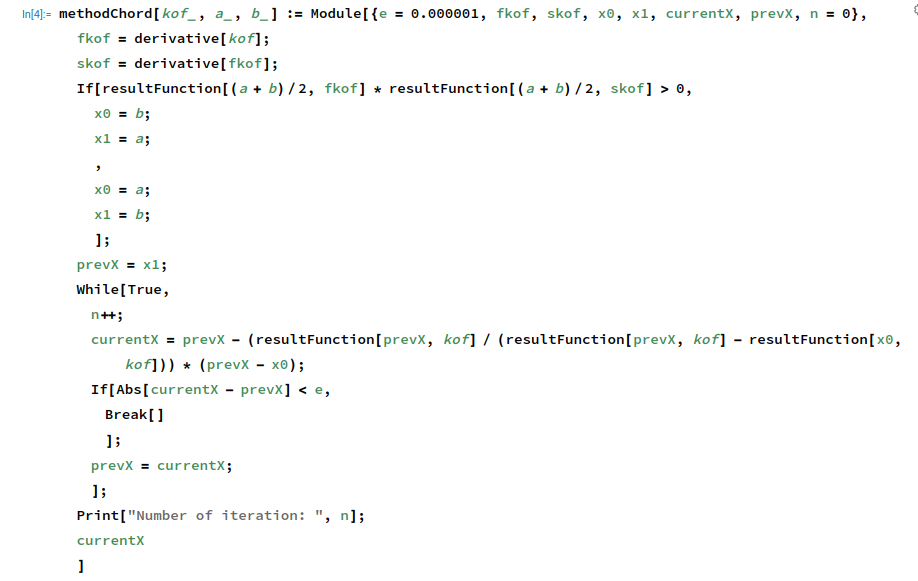 In[4]:= methodChord[kof_, a_, b_] := Module[{e = 0.000001, fkof, skof, x0, x1, currentX, prevX, n = 0},
fkof = derivative[kof];
skof = derivative[fkof];
If[resultFunction[(a + b)/2, fkof] * resultFunction[(a + b)/2, skof] > 0,
x0 = b;
x1 = a;
,
x0 = a;
x1 = b;
];
prevX = x1;
While[True,
n++;
currentX = prevX - (resultFunction[prevX, kof] / (resultFunction[prevX, kof] - resultFunction[x0,
kof])) * (prevX - x0);
If[Abs[currentX - prevX] < e,
Break[]
];
prevX = currentX;
];
Print["Number of iteration: ", n];
currentX
]